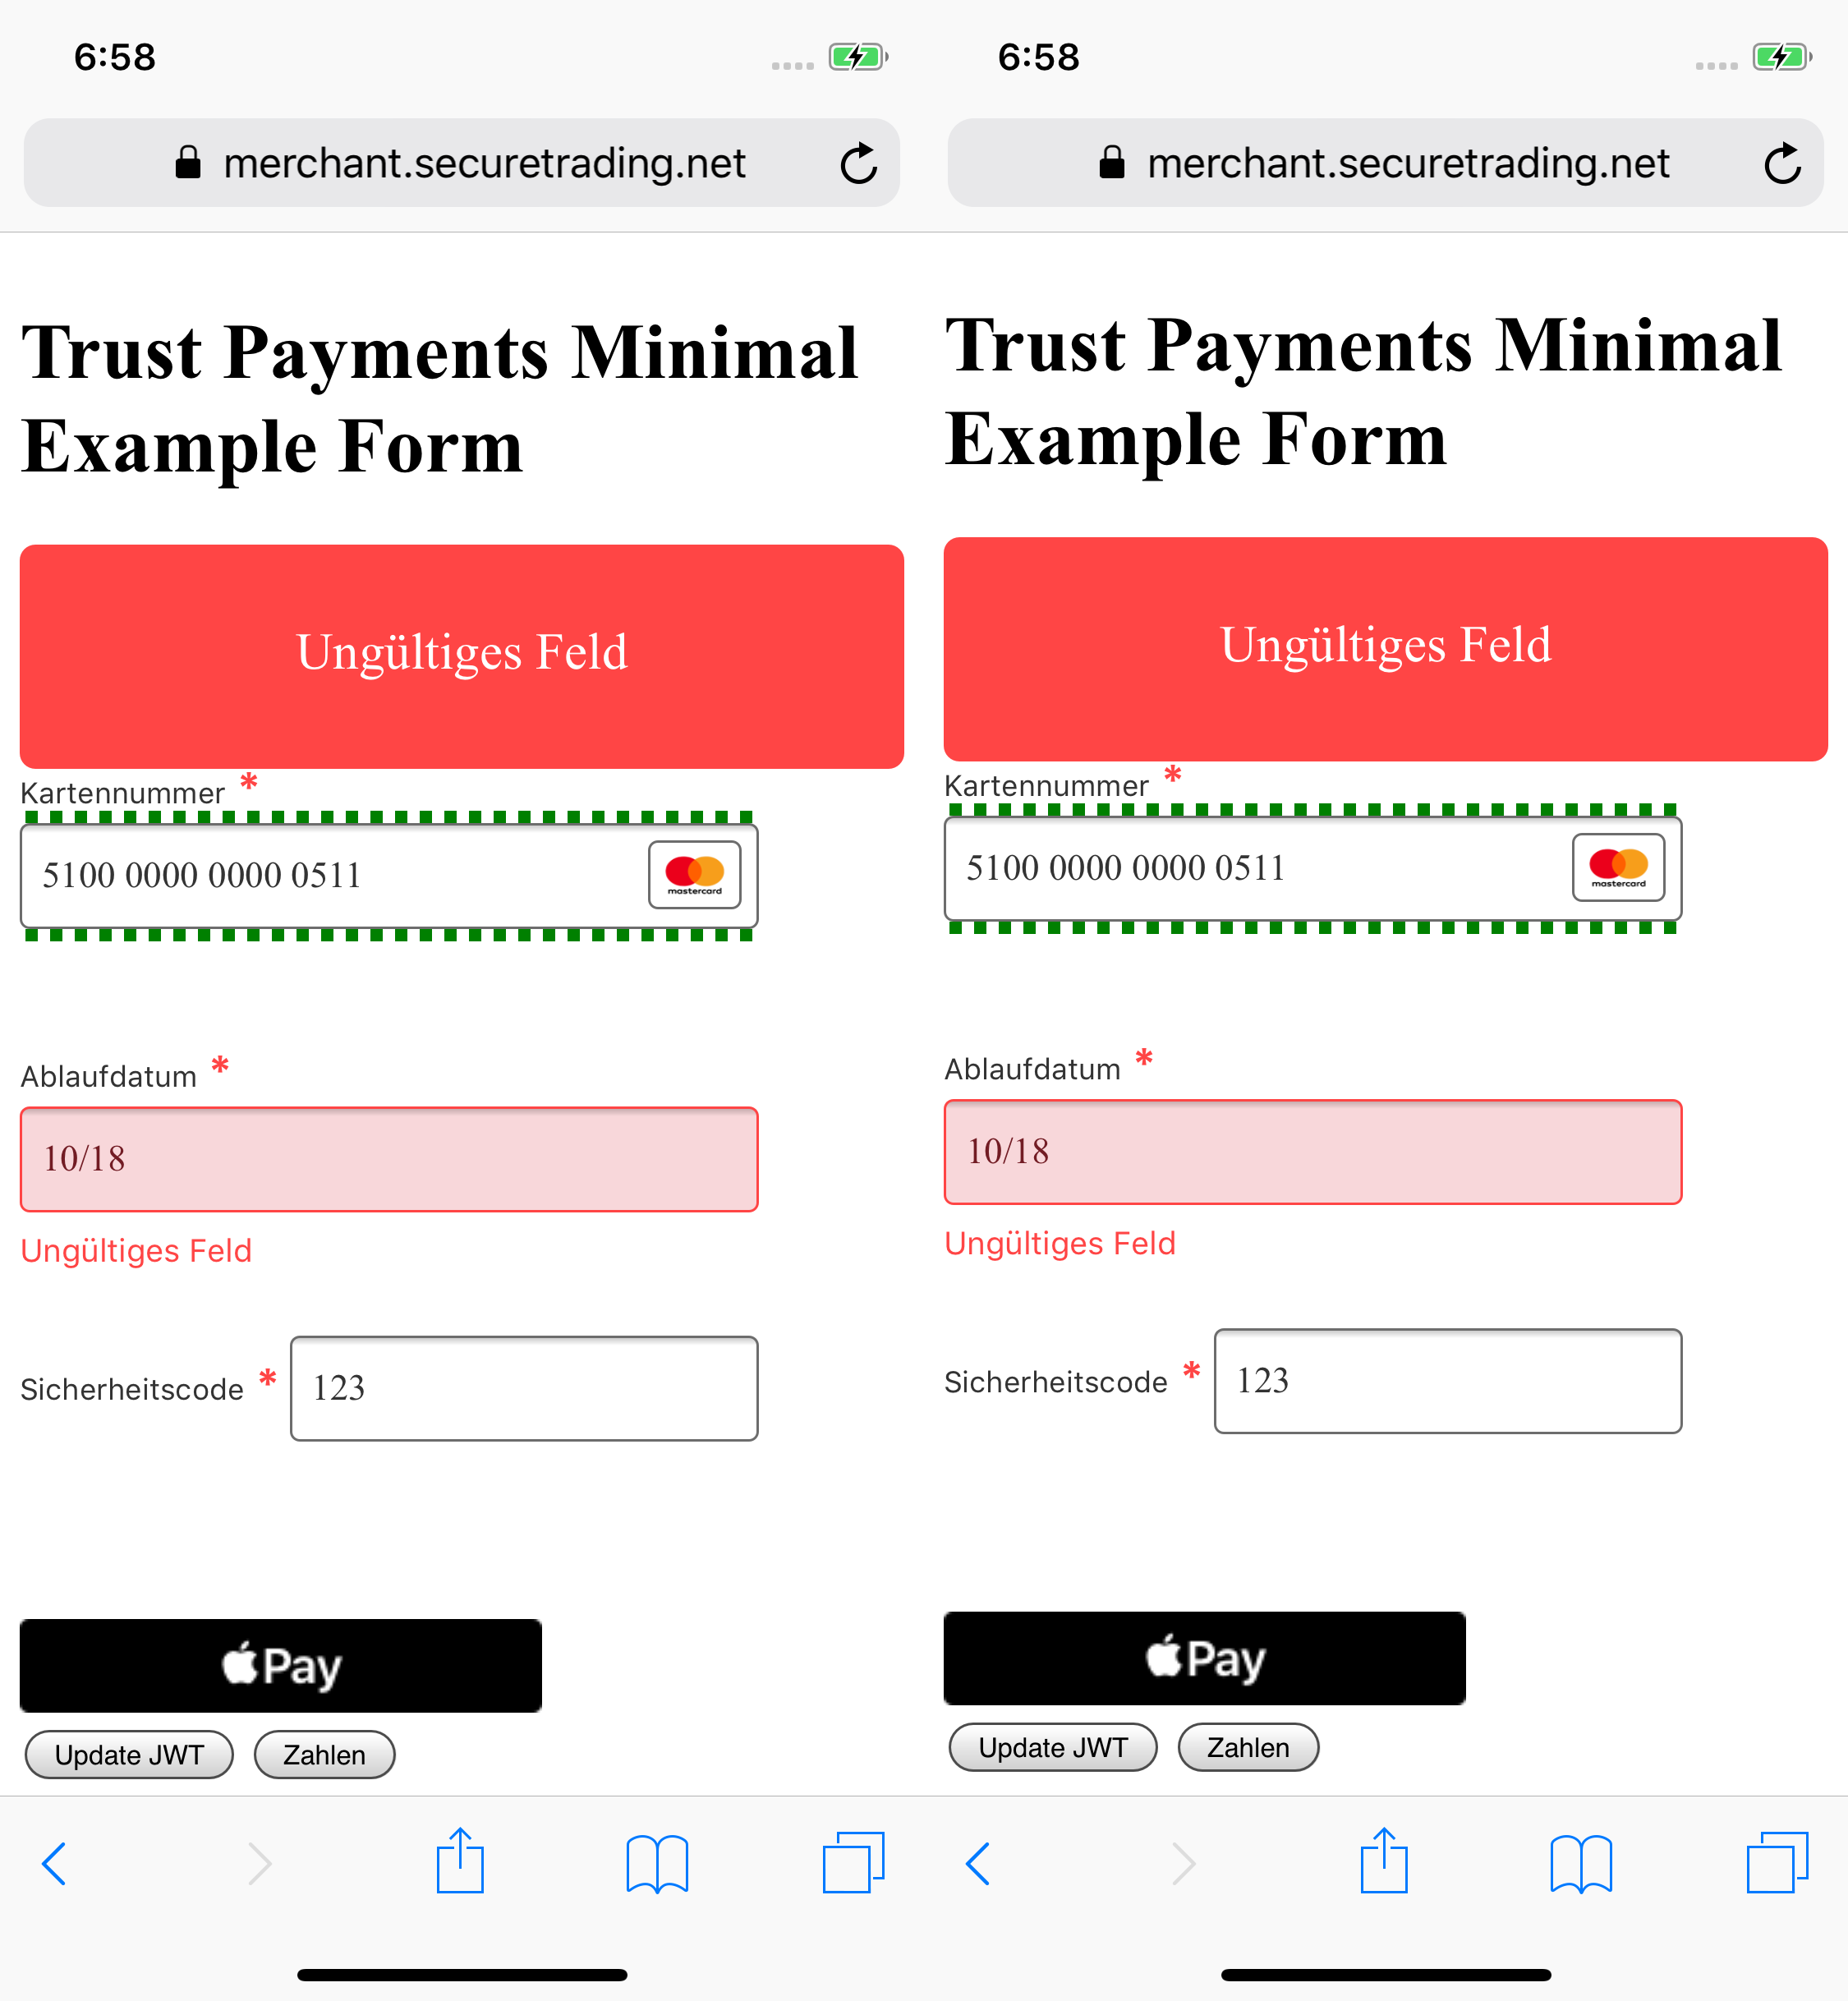 6:58
merchant.securetrading.net
Trust Payments Minimal
Example Form
Ungültiges Feld
Kartennummer *
5100 0000 0000 0511
mastercard
Ablaufdatum *
10/18
Ungültiges Feld
Sicherheitscode *
123
Pay
Update JWT
Zahlen
6:58
merchant.securetrading.net
Trust Payments Minimal
Example Form
Ungültiges Feld
Kartennummer *
5100 0000 0000 0511
mastercard
Ablaufdatum *
10/18
Ungültiges Feld
Sicherheitscode *
123
Pay
Update JWT
Zahlen